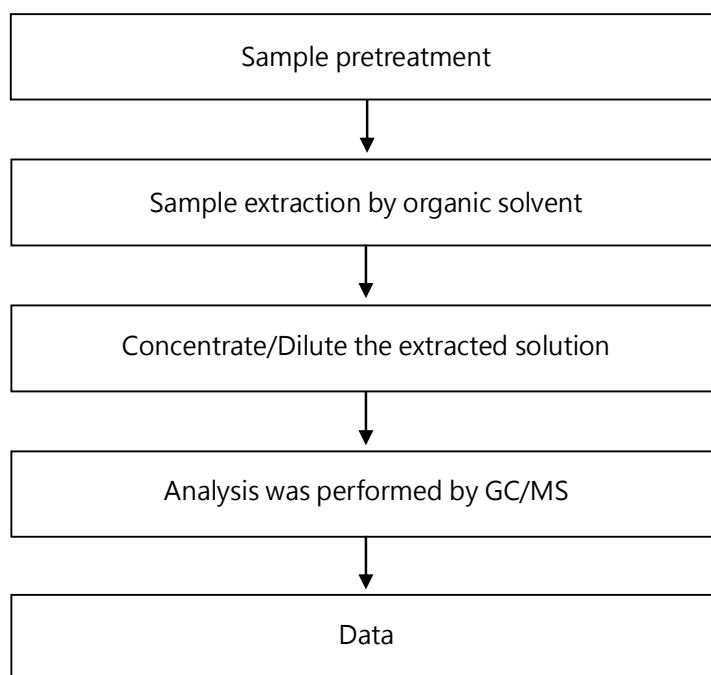 Sample pretreatment
Sample extraction by organic solvent
Concentrate/Dilute the extracted solution
Analysis was performed by GC/MS
Data